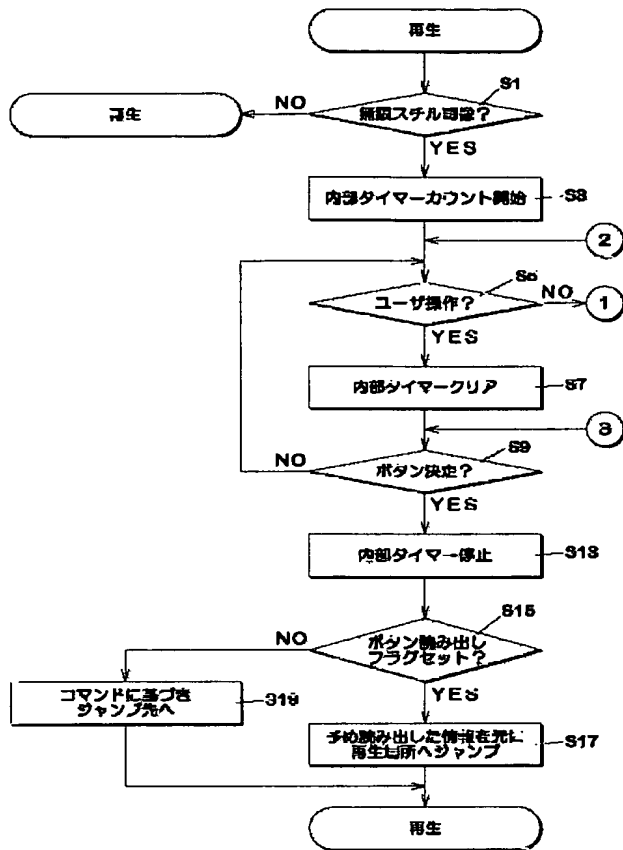 再生
S1
NO
再生
無限スチル画像？
YES
内部タイマーカウント開始
S3
2
S5
ユーザ操作？
NO
1
YES
内部タイマークリア
S7
3
S9
NO
ボタン決定？
YES
内部タイマー停止
S13
S15
NO
ボタン読み出し
フラグセット？
コマンドに基づき
ジャンプ先へ
S19
YES
予め読み出した情報を元に
再生場所へジャンプ
S17
再生